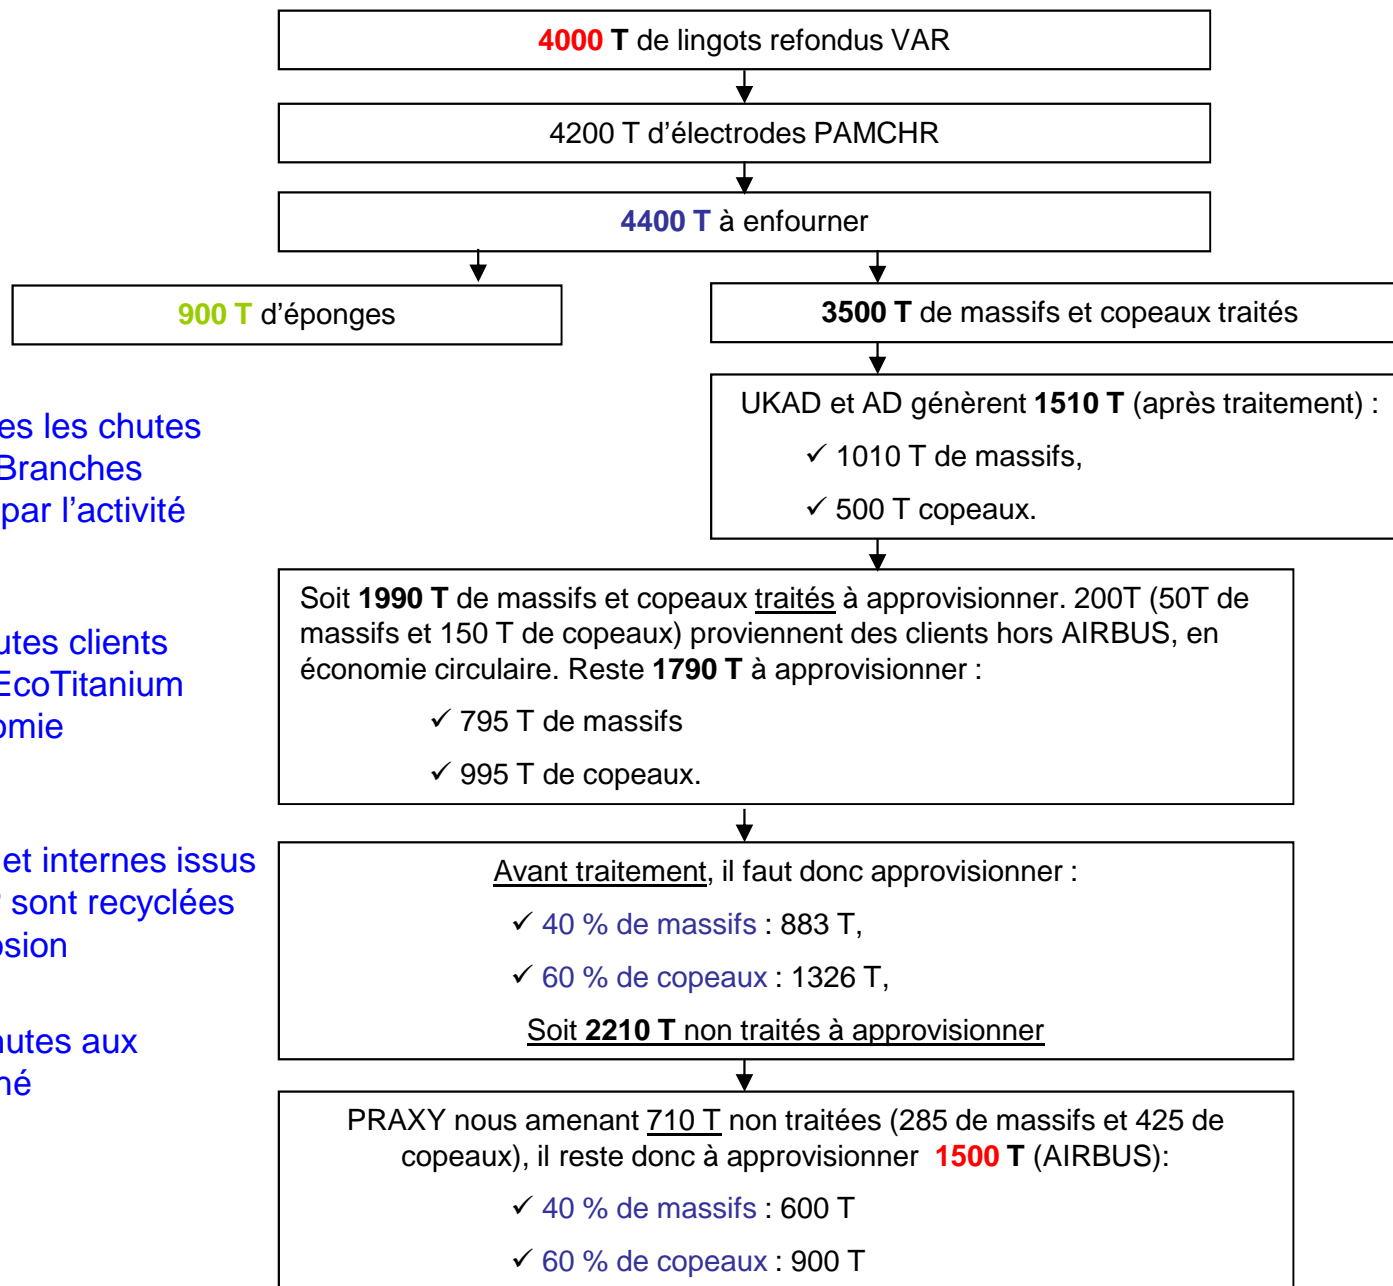 4000 T de lingots refondus VAR
4200 T d’électrodes PAMCHR
4400 T à enfourner
900 T d’éponges
3500 T de massifs et copeaux traités
UKAD et AD génèrent 1510 T (après traitement) :
✓ 1010 T de massifs,
✓ 500 T copeaux.
les chutes
Branches
par l’activité
Soit 1990 T de massifs et copeaux traités à approvisionner. 200T (50T de
massifs et 150 T de copeaux) proviennent des clients hors AIRBUS, en
économie circulaire. Reste 1790 T à approvisionner :
✓ 795 T de massifs
✓ 995 T de copeaux.
clients
EcoTitanium
Avant traitement, il faut donc approvisionner :
✓ 40 % de massifs : 883 T,
✓ 60 % de copeaux : 1326 T,
Soit 2210 T non traités à approvisionner
et internes issus
sont recyclées
aux
PRAXY nous amenant 710 T non traitées (285 de massifs et 425 de
copeaux), il reste donc à approvisionner 1500 T (AIRBUS):
✓ 40 % de massifs : 600 T
✓ 60 % de copeaux : 900 T